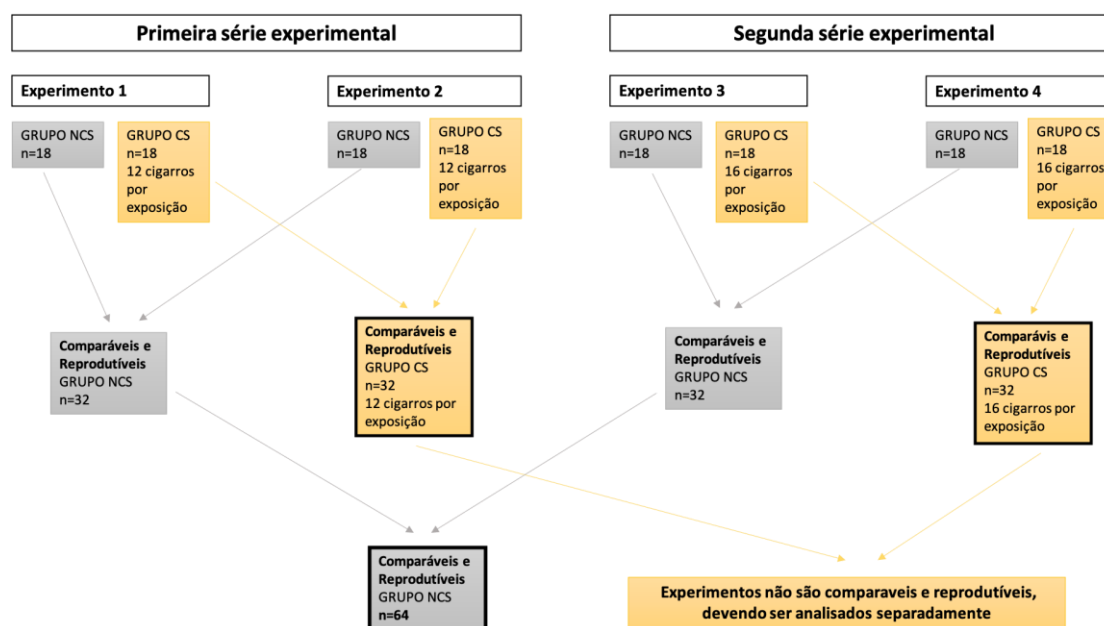 Primeira série experimental
Segunda série experimental
Experimento 1
Experimento 2
Experimento 3
Experimento 4
GRUPO NCS
n=18
GRUPO CS
n=18
12 cigarros
por
exposição
GRUPO NCS
n=18
GRUPO CS
n=18
12 cigarros
por
exposição
GRUPO NCS
n=18
GRUPO CS
n=18
16 cigarros
por
exposição
GRUPO NCS
n=18
GRUPO CS
n=18
16 cigarros
por
exposição
Comparáveis e
Reprodutíveis
GRUPO NCS
n=32
Comparáveis e
Reprodutíveis
GRUPO CS
n=32
12 cigarros por
exposição
Comparáveis e
Reprodutíveis
GRUPO NCS
n=32
Comparávis e
Reprodutíveis
GRUPO CS
n=32
16 cigarros por
exposição
Comparáveis e
Reprodutíveis
GRUPO NCS
n=64
Experimentos não são comparaveis e reprodutíveis,
devendo ser analisados separadamente